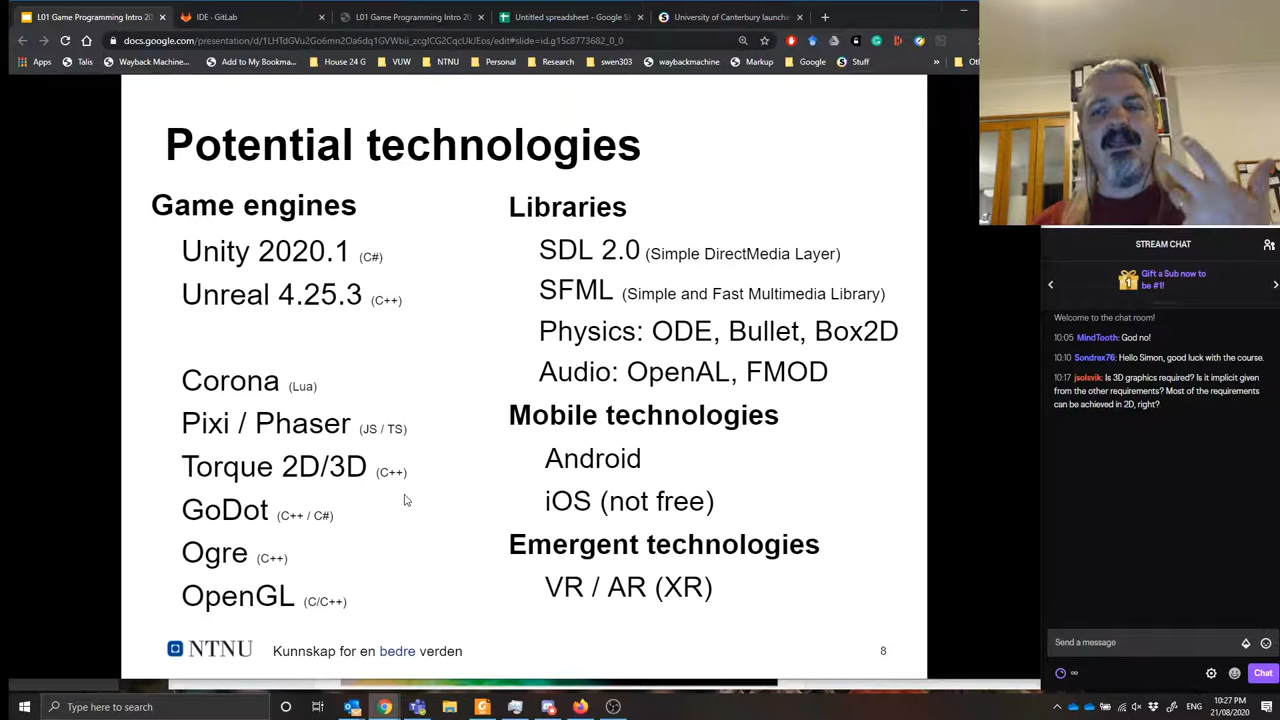 L01 Game Programming Intro 20
IDE · GitLab
L01 Game Programming Intro 20
Untitled spreadsheet - Google S
University of Canterbury launche
docs.google.com/presentation/d/1LHTdGVu2Go6mn2Oa6dq1GVWbii_zcglCG2CqcUkJEos/edit#slide=id.g15c8773682_0_0
Apps
Talis
Wayback Machine...
Add to My Bookma...
House 24 G
VUW
NTNU
Personal
Research
swen303
waybackmachine
Markup
Google
Stuff
»
Potential technologies
Game engines
Unity 2020.1 (C#)
Unreal 4.25.3 (C++)
Corona (Lua)
Pixi / Phaser (JS / TS)
Torque 2D/3D (C++)
GoDot (C++ / C#)
Ogre (C++)
OpenGL (C/C++)
Libraries
SDL 2.0 (Simple DirectMedia Layer)
SFML (Simple and Fast Multimedia Library)
Physics: ODE, Bullet, Box2D
Audio: OpenAL, FMOD
Mobile technologies
Android
iOS (not free)
Emergent technologies
VR / AR (XR)
NTNU Kunnskap for en bedre verden
8
STREAM CHAT
1
Gift a Sub now to
be #1!
Welcome to the chat room!
10:05 MindTooth: God no!
10:10 Sondrex76: Hello Simon, good luck with the course.
10:17 jsolsvik: Is 3D graphics required? Is it implicit given
from the other requirements? Most of the requirements
can be achieved in 2D, right?
Send a message
∞
Chat
Type here to search
ENG
10:27 PM
21/08/2020